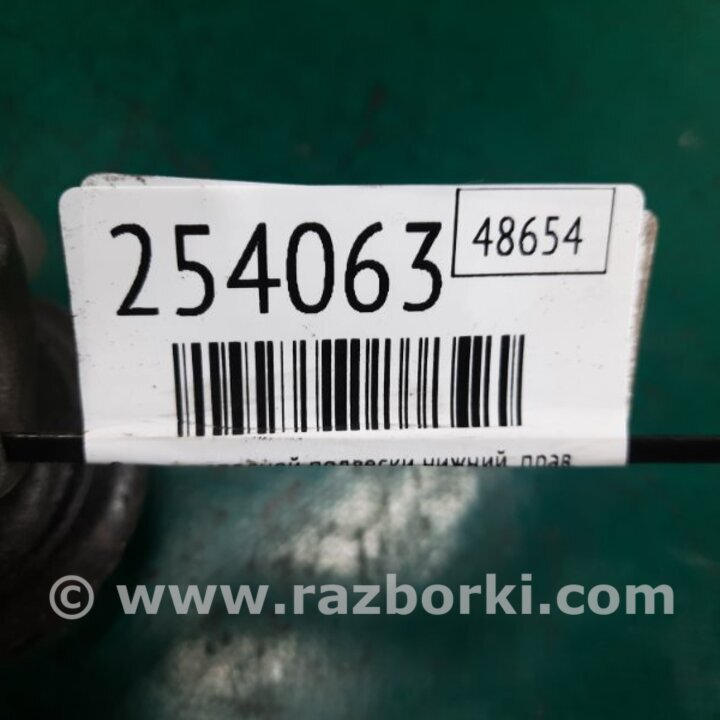 254063
48654
подвески нижний, прав
© www.razborki.com